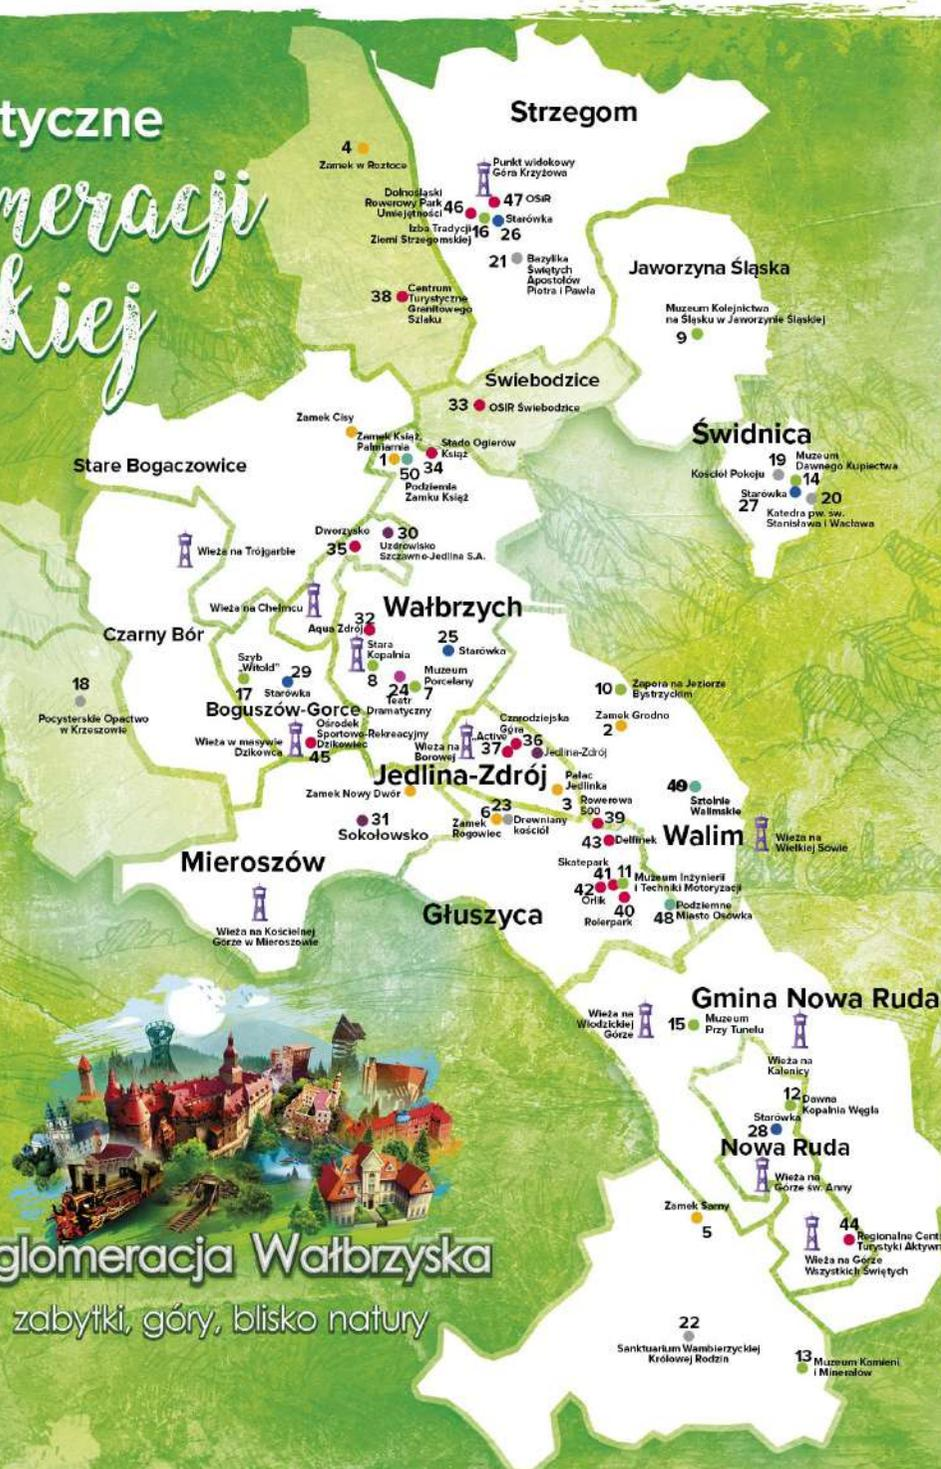 tyczne
meracji
kiej
Strzegom
4
Zamek w Roztoce
Punkt widokowy
Góra Krzyżowa
Dolnośląski
Rowerowy Park
Umiejętności
46
47 OSiR
Izba Tradycji
Ziemi Strzegomskiej
16
Starówka
26
21
Bazylika
Świętych
Apostołów
Piotra i Pawła
38
Centrum
Turystyczne
Granitowego
Szlaku
Jaworzyna Śląska
Muzeum Kolejnictwa
na Śląsku w Jaworzynie Śląskiej
9
Świebodzice
33
OSIR Świebodzice
Świdnica
19
Kościół Pokoju
Muzeum
Dawnego Kupiectwa
14
Starówka
27
20
Katedra pw. św.
Stanisława i Wacława
Zamek Cisy
Zamek Książ,
Palmiarnia
1
50
Podziemia
Zamku Książ
Stado Ogierów
Książ
34
Stare Bogaczowice
Wieża na Trójgarbie
Dworzysko
35
30
Uzdrowisko
Szczawno-Jedlina S.A.
Wieża na Chełmcu
Wałbrzych
32
Aqua Zdrój
25
Starówka
Stara
Kopalnia
8
24
Teatr
Dramatyczny
Muzeum
Porcelany
7
Czarny Bór
Szyb
„Witold”
17
29
Starówka
Boguszów-Gorce
18
Pocysterskie Opactwo
w Krzeszowie
Wieża w masywie
Dzikowca
Ośrodek
Sportowo-Rekreacyjny
Dzikowiec
45
10
Zapora na Jeziorze
Bystrzyckim
Zamek Grodno
2
Czarodziejska
Góra
36
„Active
37
Wieża na
Borowej
Jedlina-Zdrój
Jedlina-Zdrój
Zamek Nowy Dwór
Pałac
Jedlinka
3
31
Sokołowsko
6
Zamek
Rogowiec
23
Drewniany
kościół
Rowerowa
500
39
43
Delfinek
49
Sztolnie
Walimskie
Walim
Wieża na
Wielkiej Sowie
Mieroszów
Wieża na Kościelnej
Górze w Mieroszowie
Głuszyca
Skatepark
41
11
Muzeum Inżynierii
i Techniki Motoryzacji
42
Orlik
40
Rolerpark
48
Podziemne
Miasto Osówka
Gmina Nowa Ruda
Wieża na
Włodzickiej
Górze
15
Muzeum
Przy Tunelu
Wieża na
Kalenicy
12
Dawna
Kopalnia Węgla
Starówka
28
Nowa Ruda
Wieża na
Górze św. Anny
Zamek Sarny
5
44
Regionalne Cent
Turystyki Aktywn
Wieża na Górze
Wszystkich Świętych
glomeracja Wałbrzyska
zabytki, góry, blisko natury
22
Sanktuarium Wambierzyckiej
Królowej Rodzin
13
Muzeum Kamieni
i Minerałów